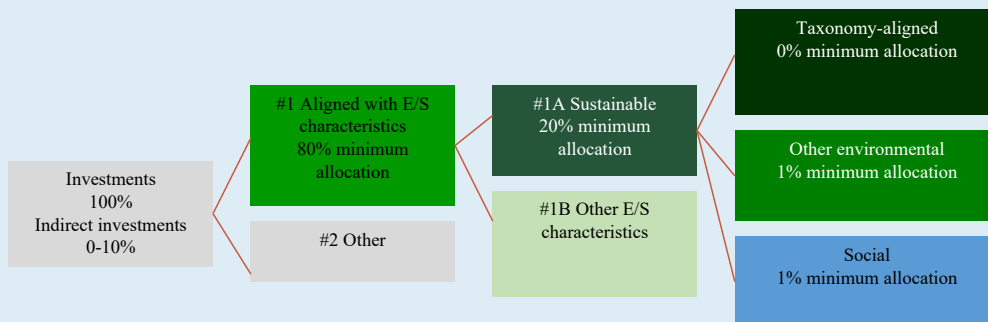 Investments
100%
Indirect investments
0-10%
#1 Aligned with E/S
characteristics
80% minimum
allocation
#2 Other
#1A Sustainable
20% minimum
allocation
#1B Other E/S
characteristics
Taxonomy-aligned
0% minimum allocation
Other environmental
1% minimum allocation
Social
1% minimum allocation